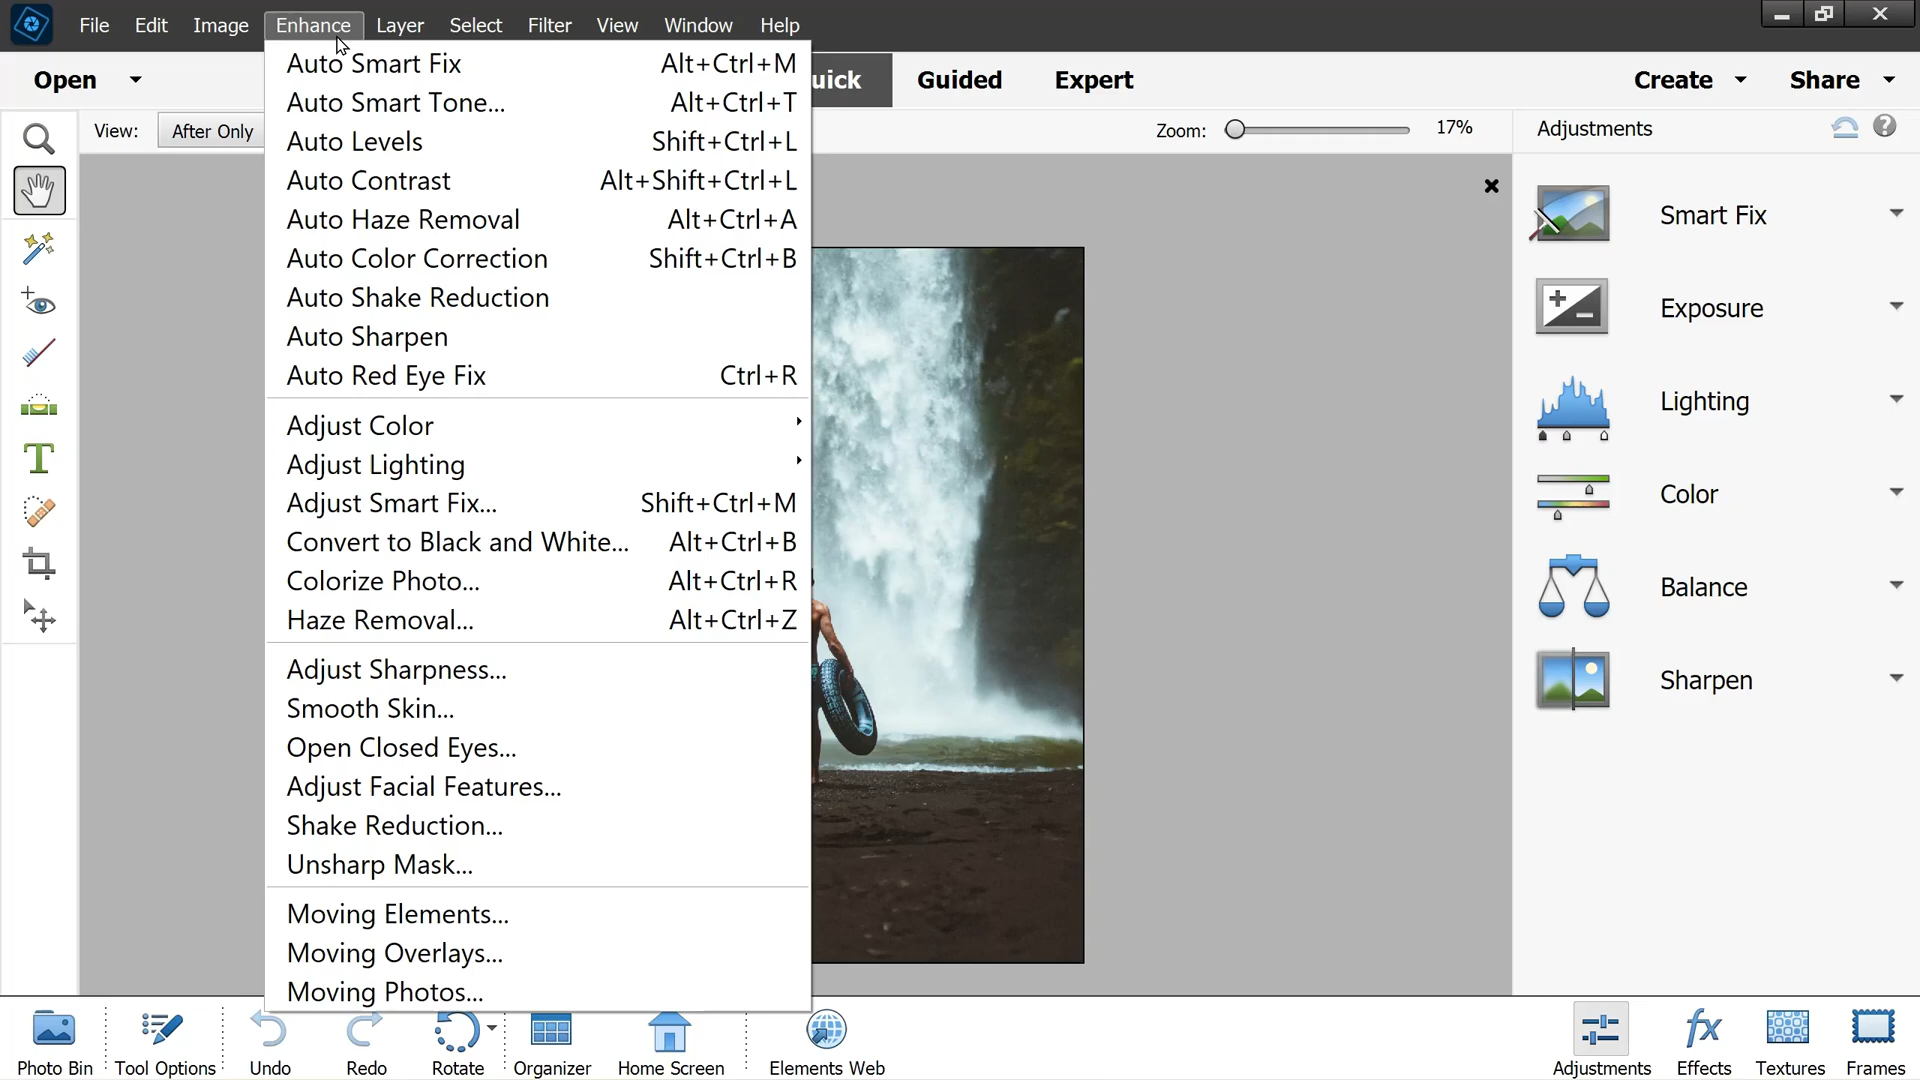 File Edit Image Enhance Layer Select Filter View Window Help
Open uick Guided Expert Create Share
View: After Only Zoom: 17% Adjustments
Auto Smart Fix Alt+Ctrl+M
Auto Smart Tone... Alt+Ctrl+T
Auto Levels Shift+Ctrl+L
Auto Contrast Alt+Shift+Ctrl+L
Auto Haze Removal Alt+Ctrl+A
Auto Color Correction Shift+Ctrl+B
Auto Shake Reduction
Auto Sharpen
Auto Red Eye Fix Ctrl+R
Adjust Color
Adjust Lighting
Adjust Smart Fix... Shift+Ctrl+M
Convert to Black and White... Alt+Ctrl+B
Colorize Photo... Alt+Ctrl+R
Haze Removal... Alt+Ctrl+Z
Adjust Sharpness...
Smooth Skin...
Open Closed Eyes...
Adjust Facial Features...
Shake Reduction...
Unsharp Mask...
Moving Elements...
Moving Overlays...
Moving Photos...
Smart Fix
Exposure
Lighting
Color
Balance
Sharpen
Photo Bin Tool Options Undo Redo Rotate Organizer Home Screen Elements Web Adjustments Effects Textures Frames